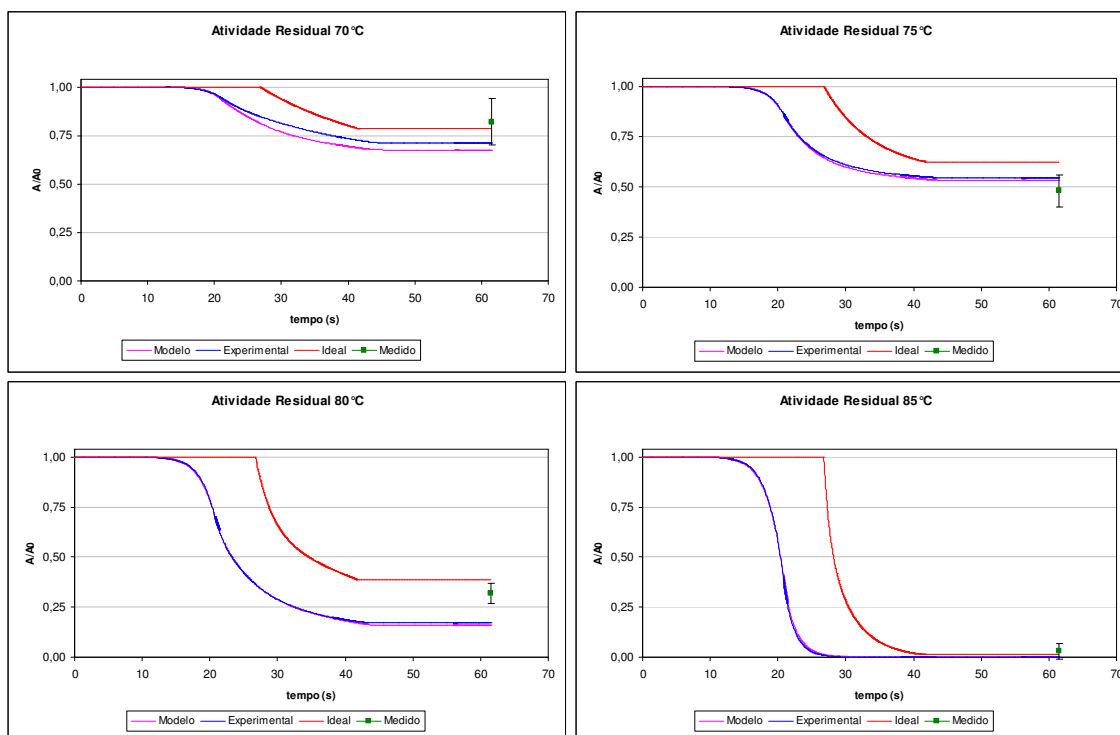 Atividade Residual 70°C
1,00
0,75
0,50
0,25
0,00
A/A0
0 10 20 30 40 50 60 70
tempo (s)
Modelo Experimental Ideal Medido
Atividade Residual 75°C
1,00
0,75
0,50
0,25
0,00
A/A0
0 10 20 30 40 50 60 70
tempo (s)
Modelo Experimental Ideal Medido
Atividade Residual 80°C
1,00
0,75
0,50
0,25
0,00
A/A0
0 10 20 30 40 50 60 70
tempo (s)
Modelo Experimental Ideal Medido
Atividade Residual 85°C
1,00
0,75
0,50
0,25
0,00
A/A0
0 10 20 30 40 50 60 70
tempo (s)
Modelo Experimental Ideal Medido